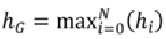 h_G = max_{i=0}^{N}(h_i)